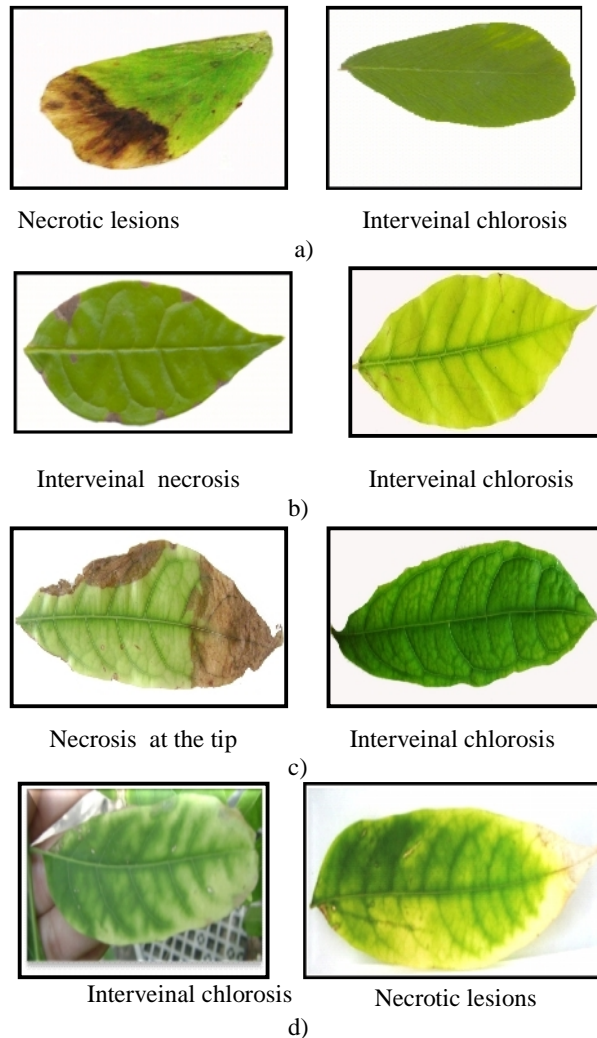 Necrotic lesions Interveinal chlorosis
a)
Interveinal necrosis Interveinal chlorosis
b)
Necrosis at the tip Interveinal chlorosis
c)
Interveinal chlorosis Necrotic lesions
d)